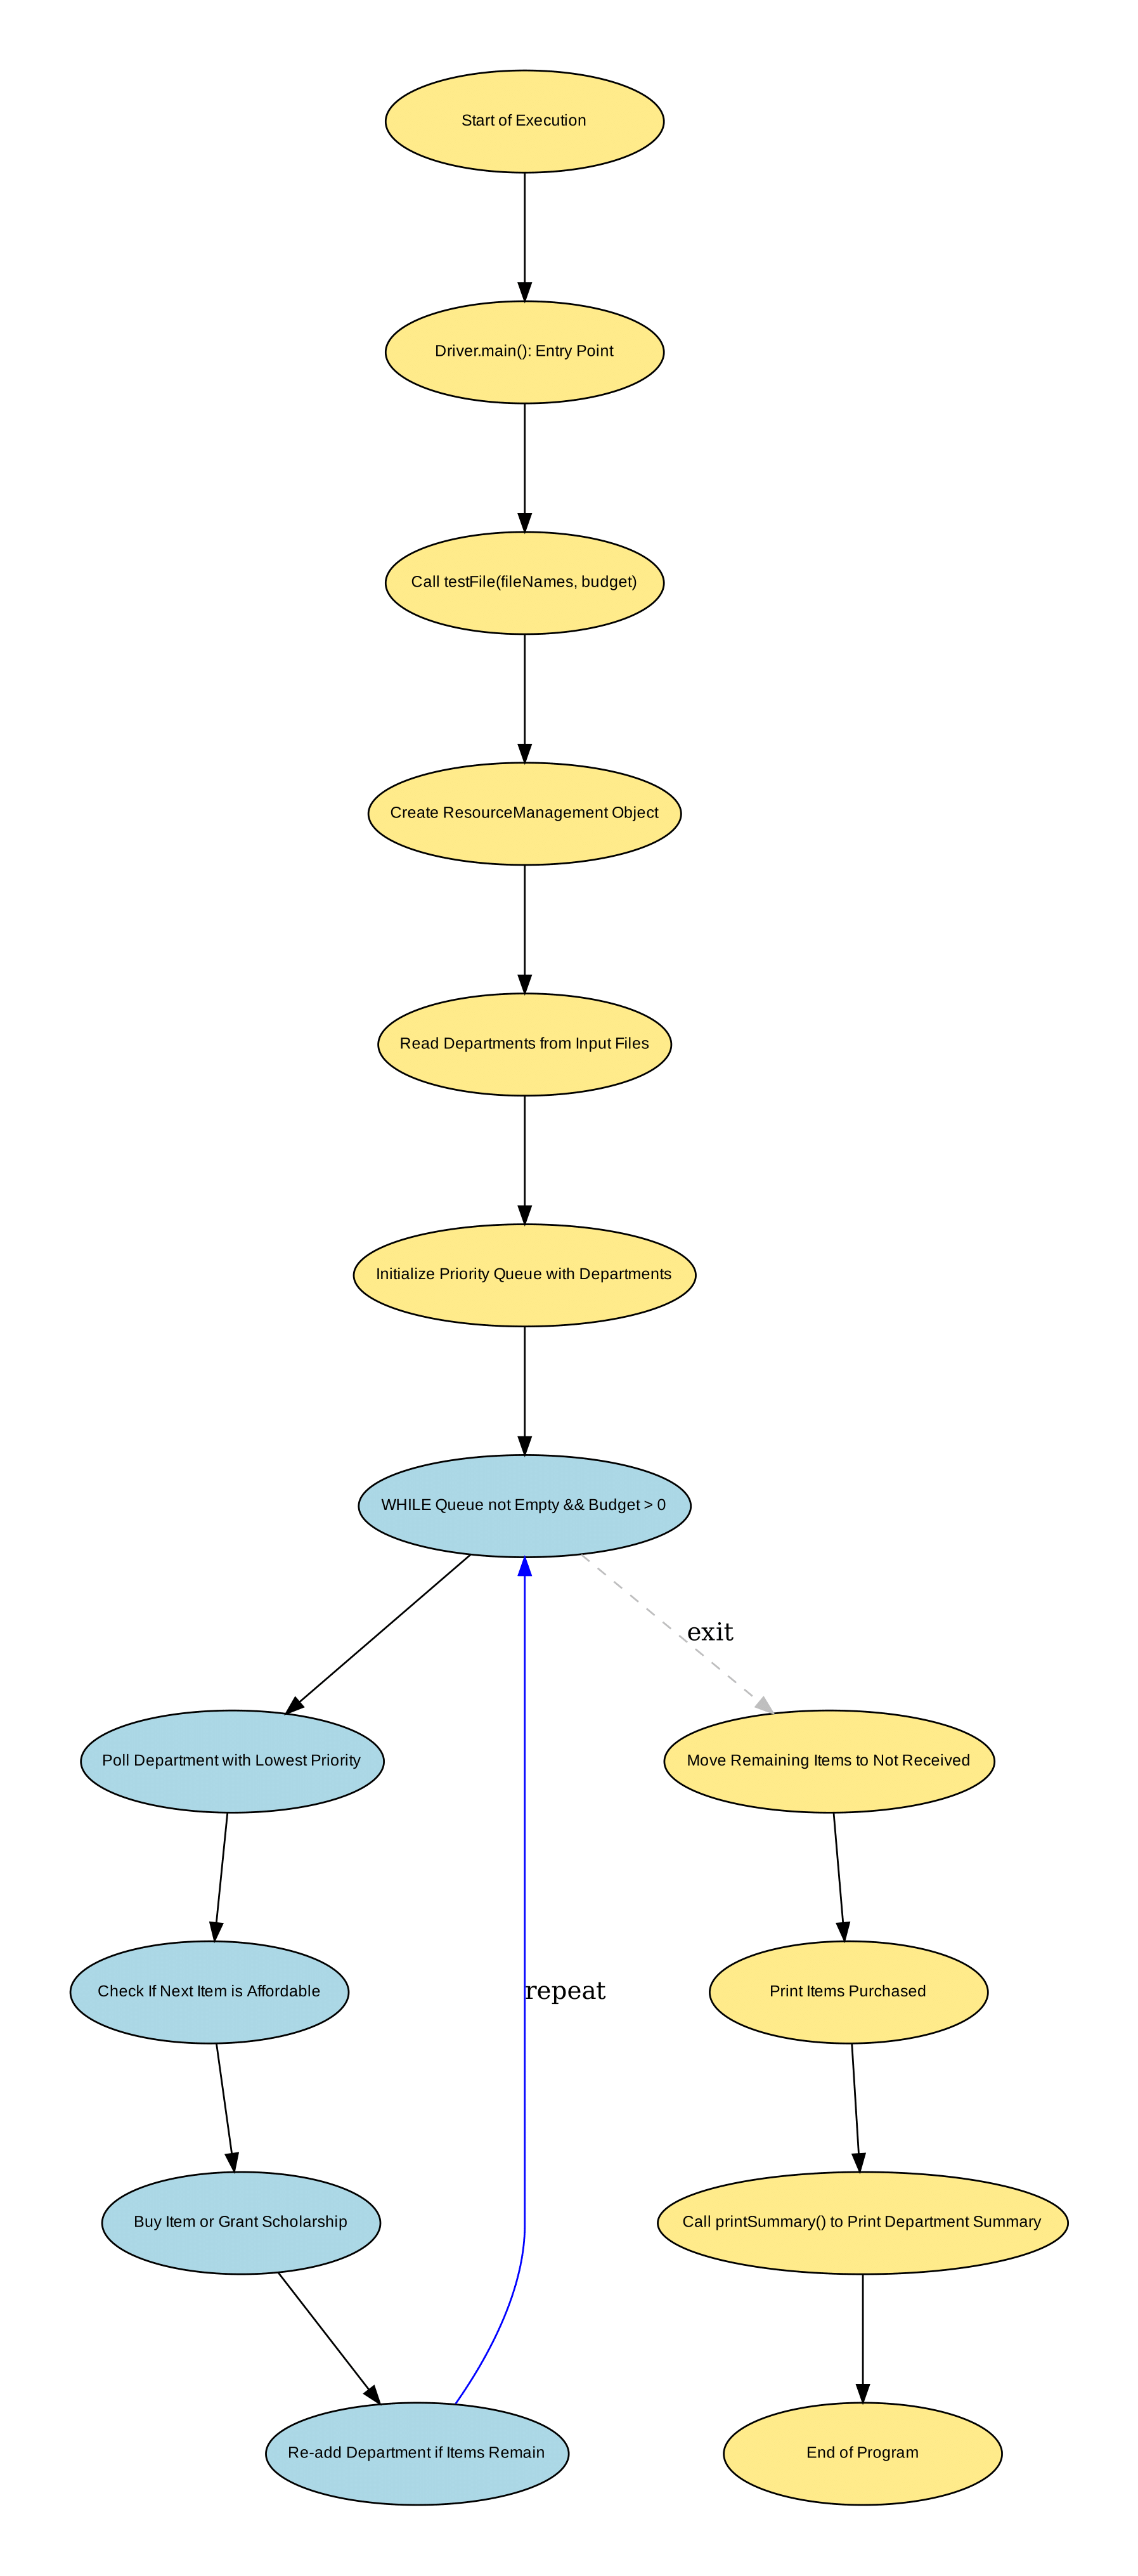 Start of Execution
Driver.main(): Entry Point
Call testFile(fileNames, budget)
Create ResourceManagement Object
Read Departments from Input Files
Initialize Priority Queue with Departments
WHILE Queue not Empty && Budget > 0
exit
Poll Department with Lowest Priority
Move Remaining Items to Not Received
Check If Next Item is Affordable
repeat
Print Items Purchased
Buy Item or Grant Scholarship
Call printSummary() to Print Department Summary
Re-add Department if Items Remain
End of Program